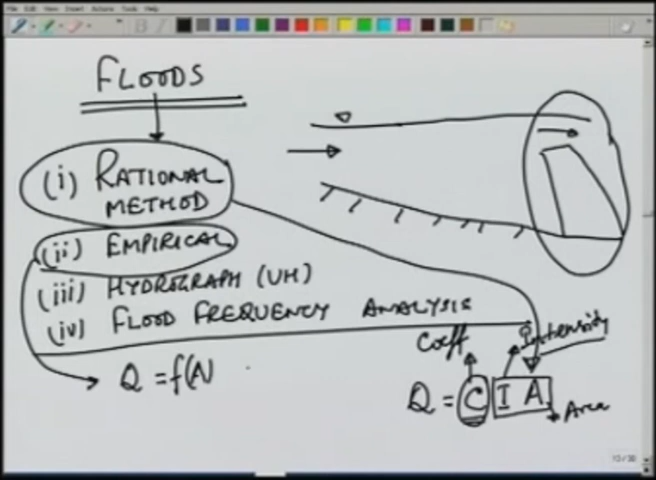 FLOODS
(i) RATIONAL
METHOD
(ii) EMPIRICAL
(iii) HYDROGRAPH (UH)
(iv) FLOOD FREQUENCY ANALYSIS
Coeff
Intensity
Q = C I A
Area
Q = f(A